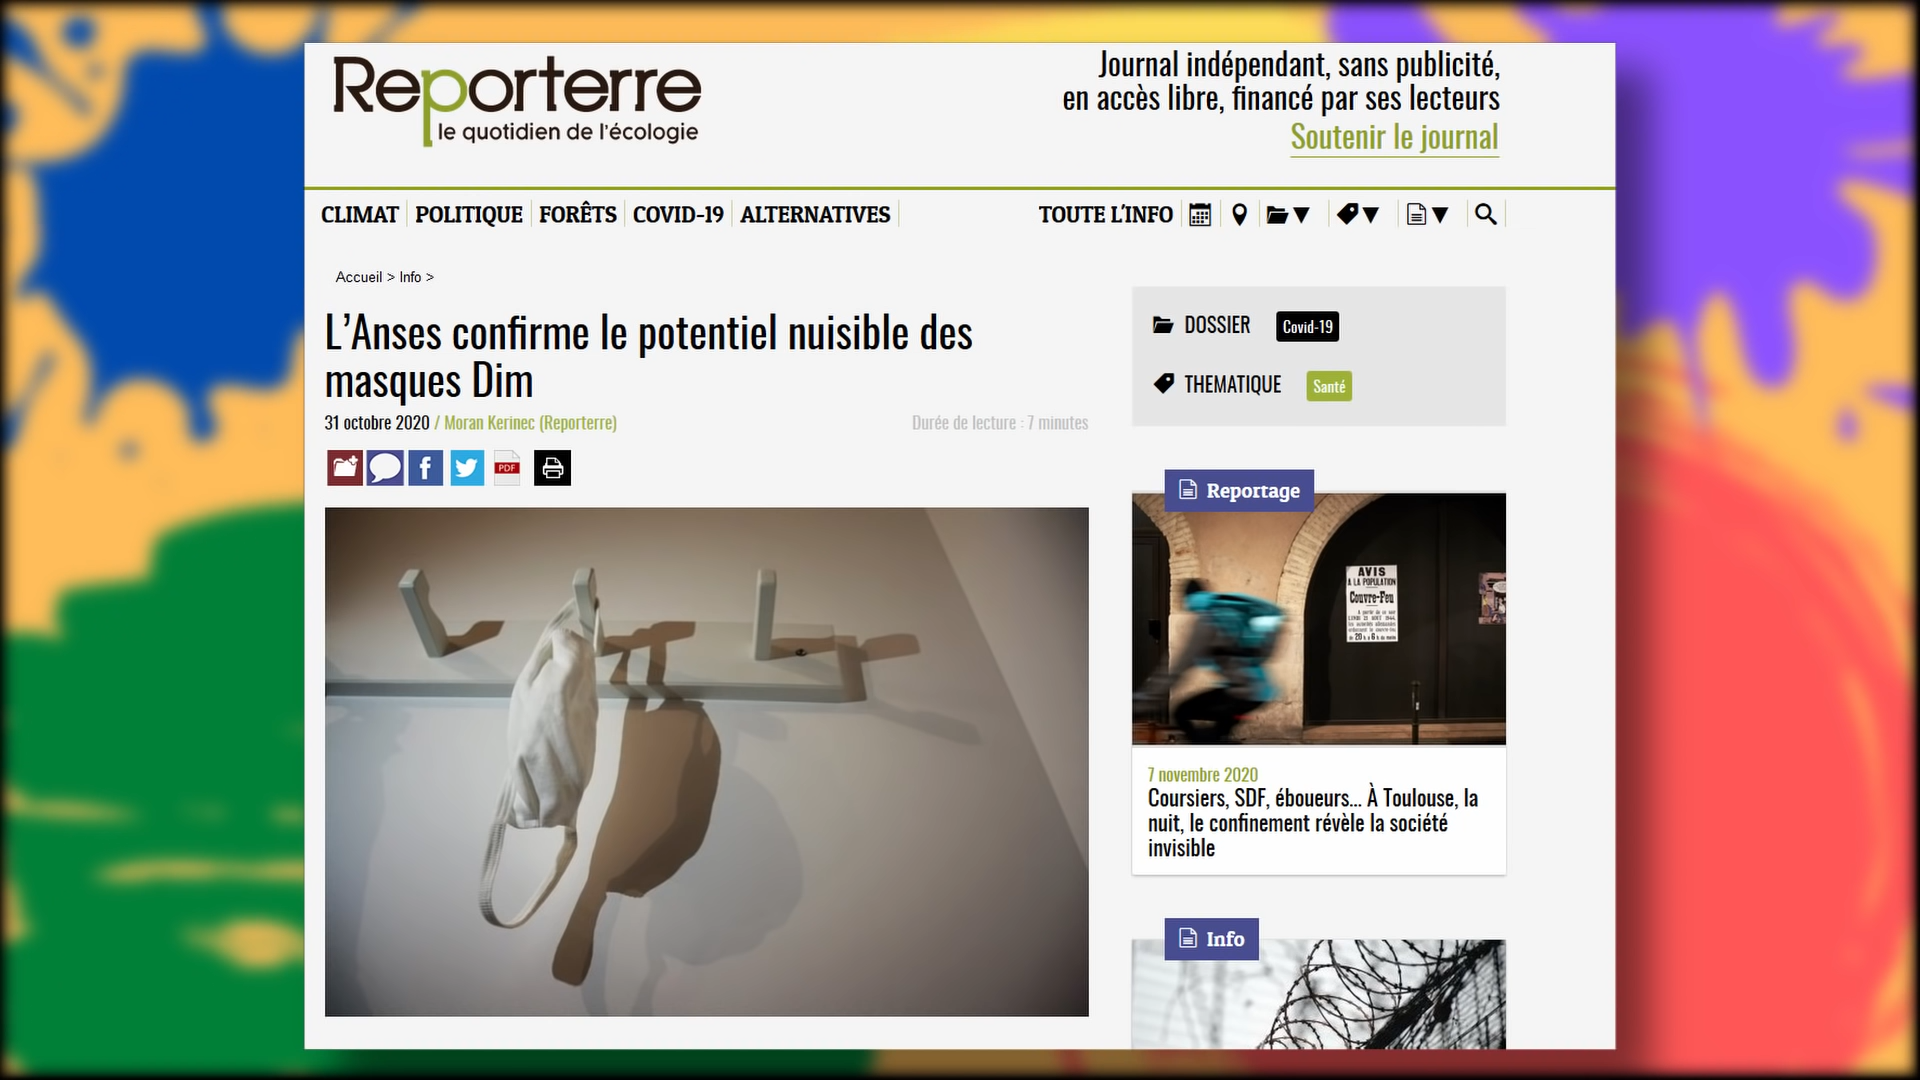 Reporterre
le quotidien de l'écologie
Journal indépendant, sans publicité,
en accès libre, financé par ses lecteurs
Soutenir le journal
CLIMAT POLITIQUE FORÊTS COVID-19 ALTERNATIVES
TOUTE L'INFO
Accueil > Info >
L'Anses confirme le potentiel nuisible des
masques Dim
31 octobre 2020 / Moran Kerinec (Reporterre)
Durée de lecture : 7 minutes
PDF
DOSSIER Covid-19
THEMATIQUE Santé
Reportage
AVIS
A LA POPULATION
Couvre-Feu
7 novembre 2020
Coursiers, SDF, éboueurs... À Toulouse, la
nuit, le confinement révèle la société
invisible
Info